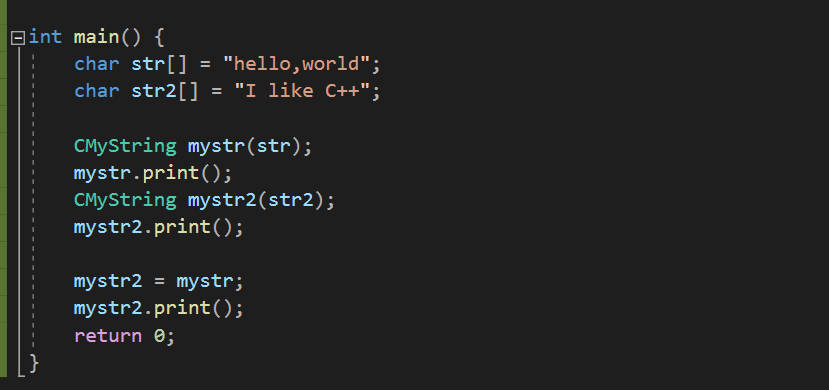 int main() {
char str[] = "hello,world";
char str2[] = "I like C++";
CMyString mystr(str);
mystr.print();
CMyString mystr2(str2);
mystr2.print();
mystr2 = mystr;
mystr2.print();
return 0;
}